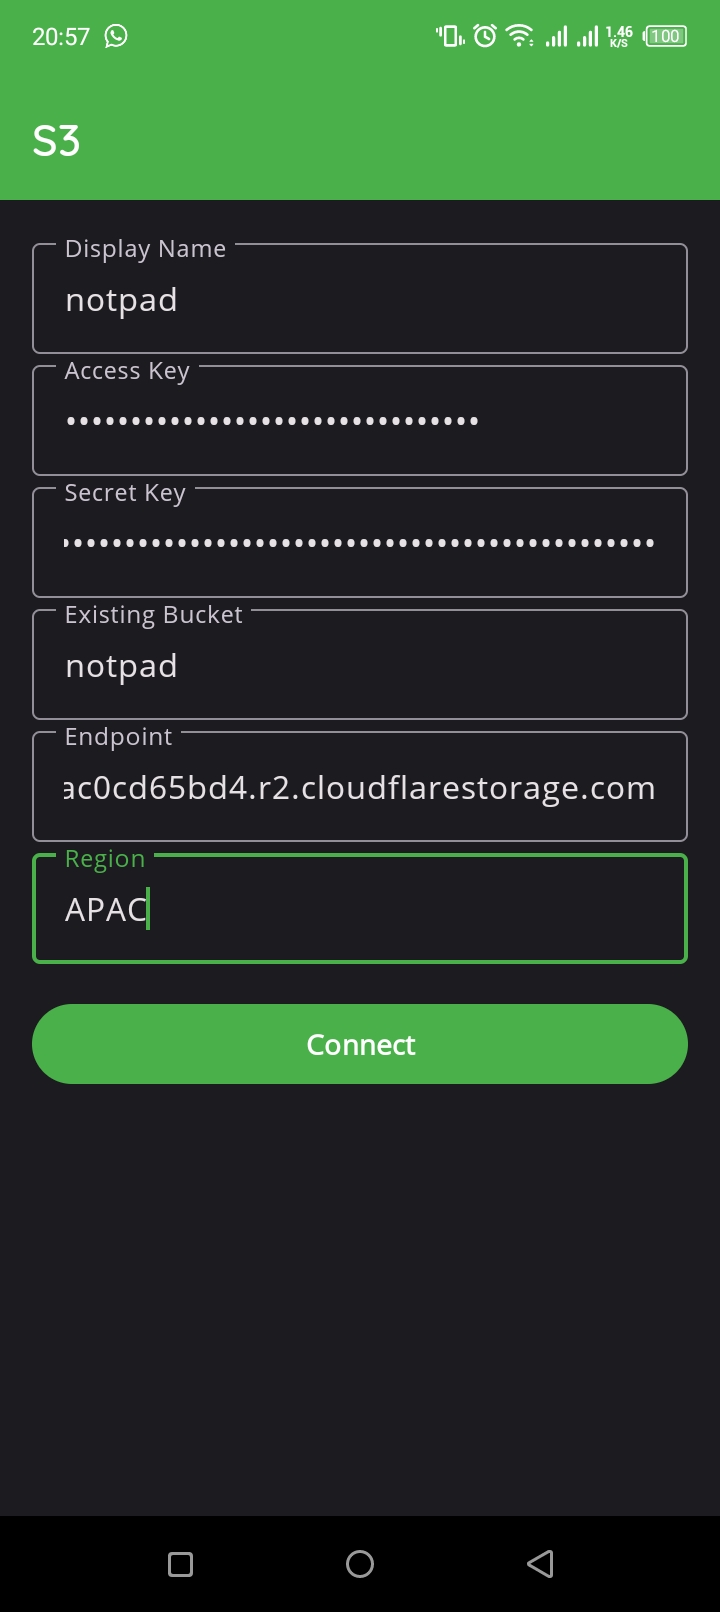 20:57
1.46
K/S
100
S3
Display Name
notpad
Access Key
••••••••••••••••••••••••••••••••
Secret Key
••••••••••••••••••••••••••••••••••••••••••••••
Existing Bucket
notpad
Endpoint
ac0cd65bd4.r2.cloudflarestorage.com
Region
APAC
Connect